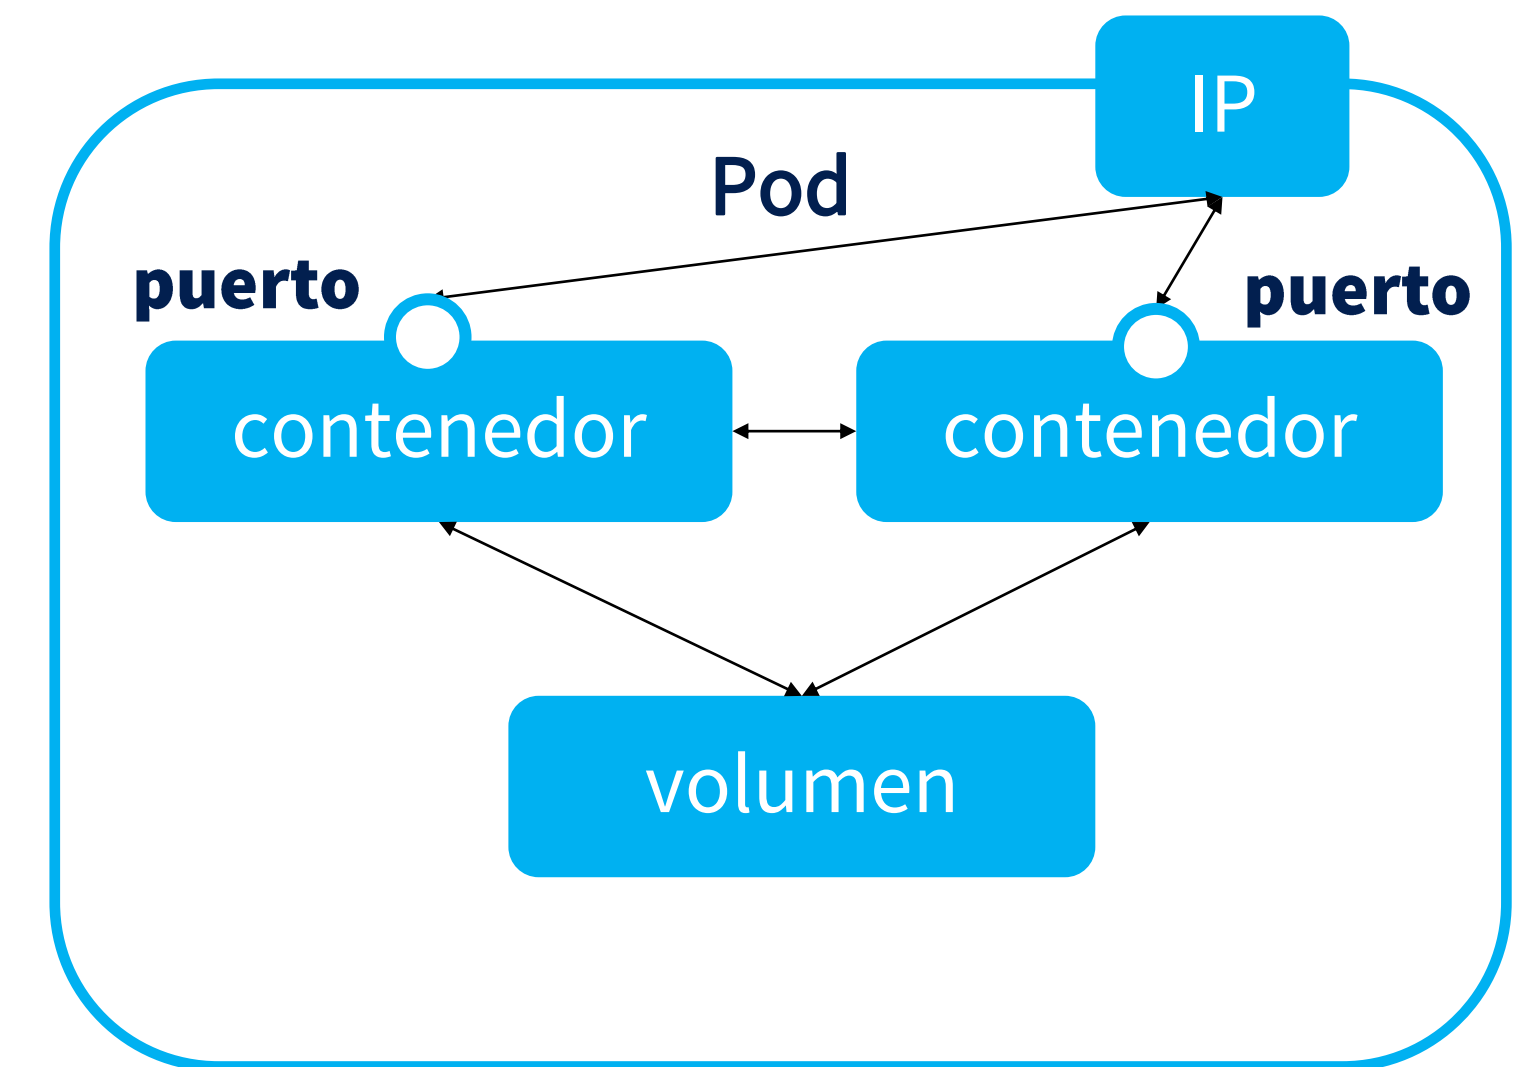 IP
Pod
puerto
puerto
contenedor
contenedor
volumen